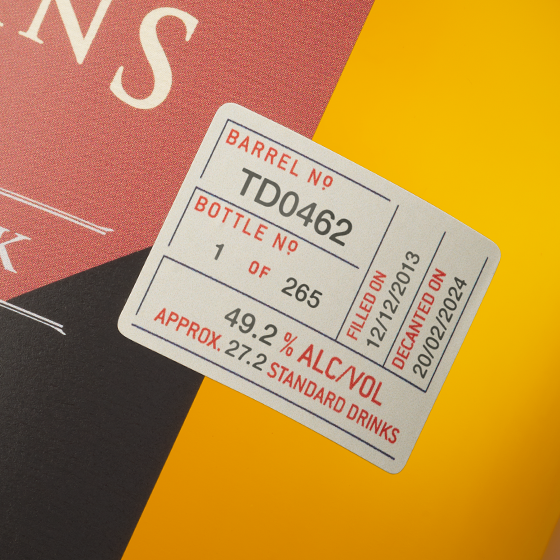 NS
K
BARREL Nº
TD0462
BOTTLE Nº
1 OF 265
FILLED ON
12/12/2013
DECANTED ON
20/02/2024
49.2 % ALC/VOL
APPROX. 27.2 STANDARD DRINKS